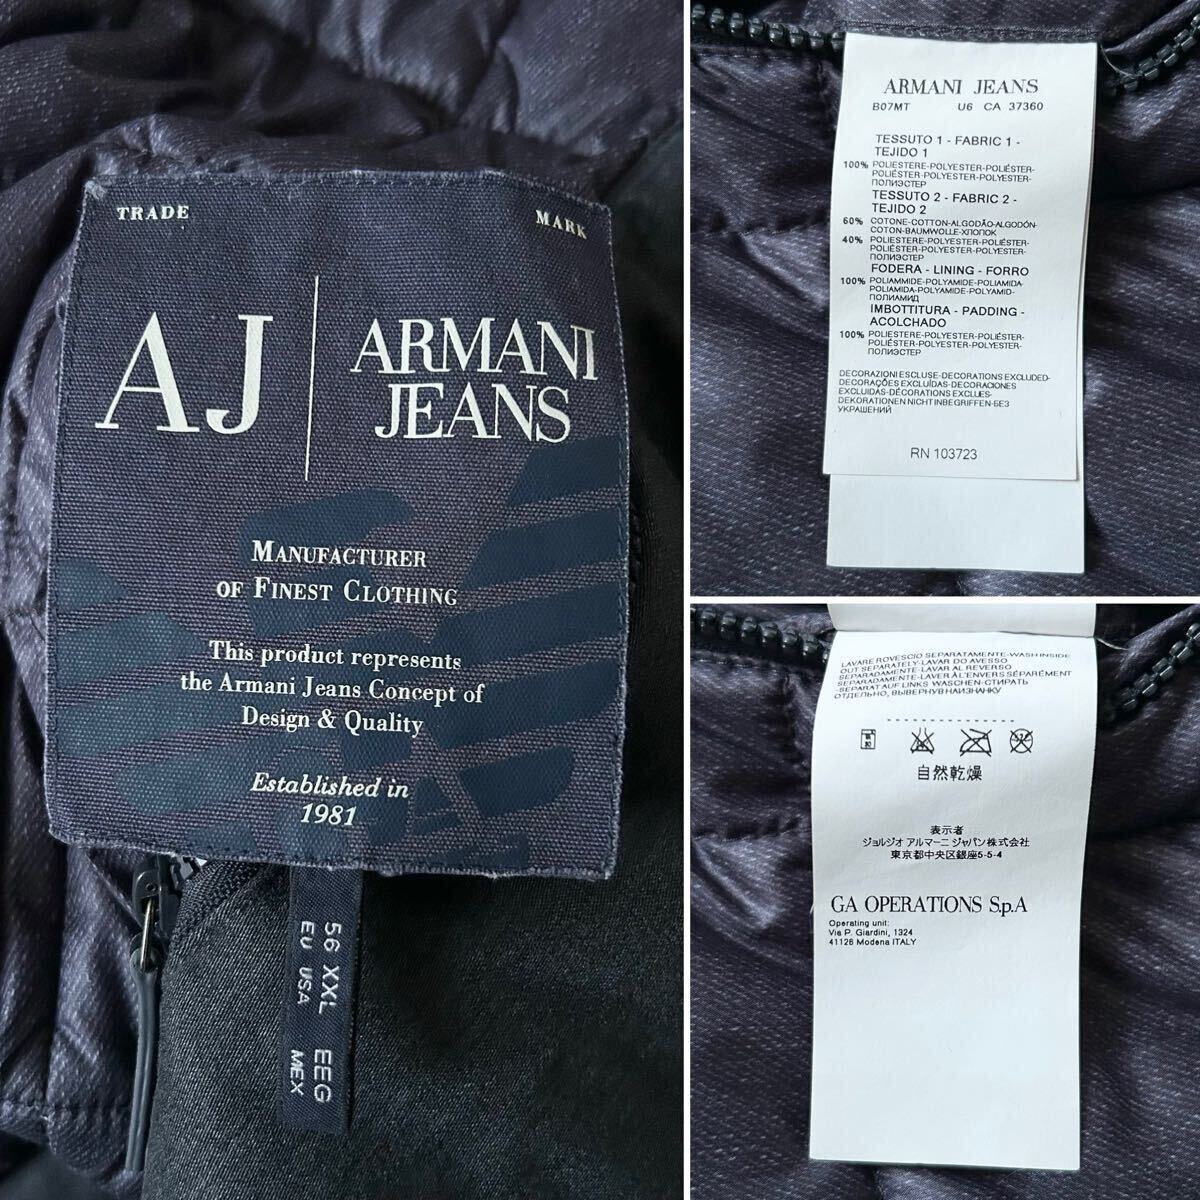 TRADE MARK
AJ
ARMANI
JEANS
MANUFACTURER
OF FINEST CLOTHING
This product represents
the Armani Jeans Concept of
Design & Quality
Established in
1981
56 XXL EEG
EU USA MEX
ARMANI JEANS
B07MT U6 CA 37360
TESSUTO 1 - FABRIC 1 -
TEJIDO 1
100% POLIESTERE-POLYESTER-POLIÉSTER-
POLIÉSTER-POLYESTER-POLYESTER-
ПОЛИЭСТЕР
TESSUTO 2 - FABRIC 2 -
TEJIDO 2
60% COTONE-COTTON-ALGODÃO-ALGODÓN-
COTON-BAUMWOLLE-ХЛОПОК
40% POLIESTERE-POLYESTER-POLIÉSTER-
POLIÉSTER-POLYESTER-POLYESTER-
ПОЛИЭСТЕР
FODERA - LINING - FORRO
100% POLIAMMIDE-POLYAMIDE-POLIAMIDA-
POLIAMIDA-POLYAMIDE-POLYAMID-
ПОЛИАМИД
IMBOTTITURA - PADDING -
ACOLCHADO
100% POLIESTERE-POLYESTER-POLIÉSTER-
POLIÉSTER-POLYESTER-POLYESTER-
ПОЛИЭСТЕР
DECORAZIONI ESCLUSE-DECORATIONS EXCLUDED-
DECORAÇÕES EXCLUÍDAS-DECORACIONES
EXCLUIDAS-DÉCORATIONS EXCLUES-
DEKORATIONEN NICHT INBEGRIFFEN-БЕЗ
УКРАШЕНИЙ
RN 103723
LAVARE ROVESCIO SEPARATAMENTE-WASH INSIDE
OUT SEPARATELY-LAVAR DO AVESSO
SEPARADAMENTE-LAVAR AL REVERSO
SEPARADAMENTE-LAVER À L'ENVERS SÉPARÉMENT
-SEPARAT AUF LINKS WASCHEN-СТИРАТЬ
ОТДЕЛЬНО, ВЫВЕРНУВ НАИЗНАНКУ
自然乾燥
表示者
ジョルジオ アルマーニ ジャパン株式会社
東京都中央区銀座5-5-4
GA OPERATIONS S.p.A
Operating unit:
Via P. Giardini, 1324
41126 Modena ITALY